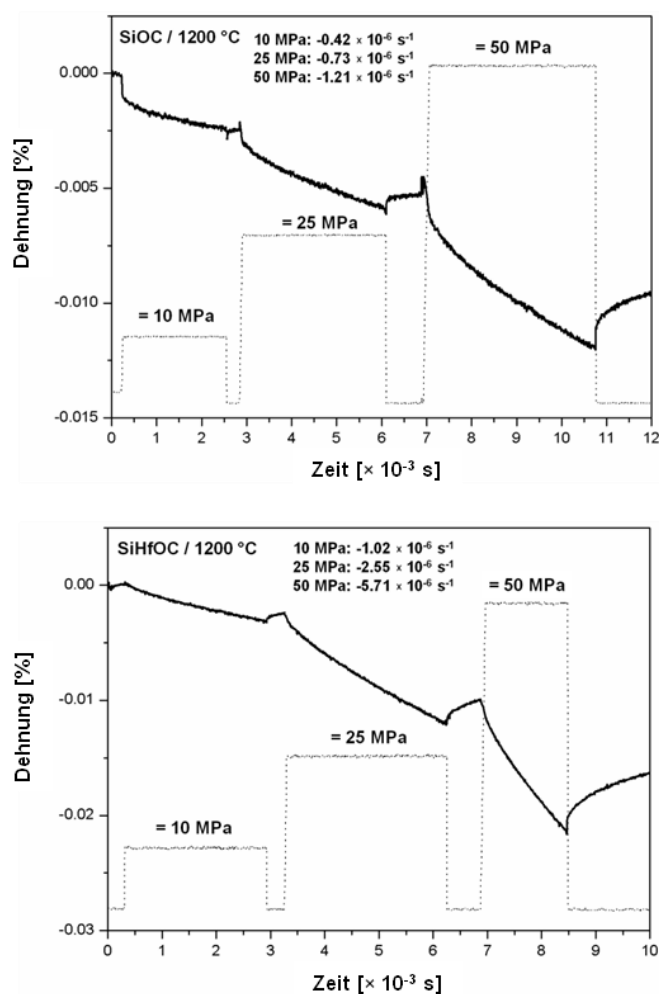 SiOC / 1200 °C
10 MPa: -0.42 × 10⁻⁶ s⁻¹
25 MPa: -0.73 × 10⁻⁶ s⁻¹
50 MPa: -1.21 × 10⁻⁶ s⁻¹
= 50 MPa
= 25 MPa
= 10 MPa
Dehnung [%]
0.000
-0.005
-0.010
-0.015
0 1 2 3 4 5 6 7 8 9 10 11 12
Zeit [× 10⁻³ s]
SiHfOC / 1200 °C
10 MPa: -1.02 × 10⁻⁶ s⁻¹
25 MPa: -2.55 × 10⁻⁶ s⁻¹
50 MPa: -5.71 × 10⁻⁶ s⁻¹
= 50 MPa
= 25 MPa
= 10 MPa
Dehnung [%]
0.00
-0.01
-0.02
-0.03
0 1 2 3 4 5 6 7 8 9 10
Zeit [× 10⁻³ s]